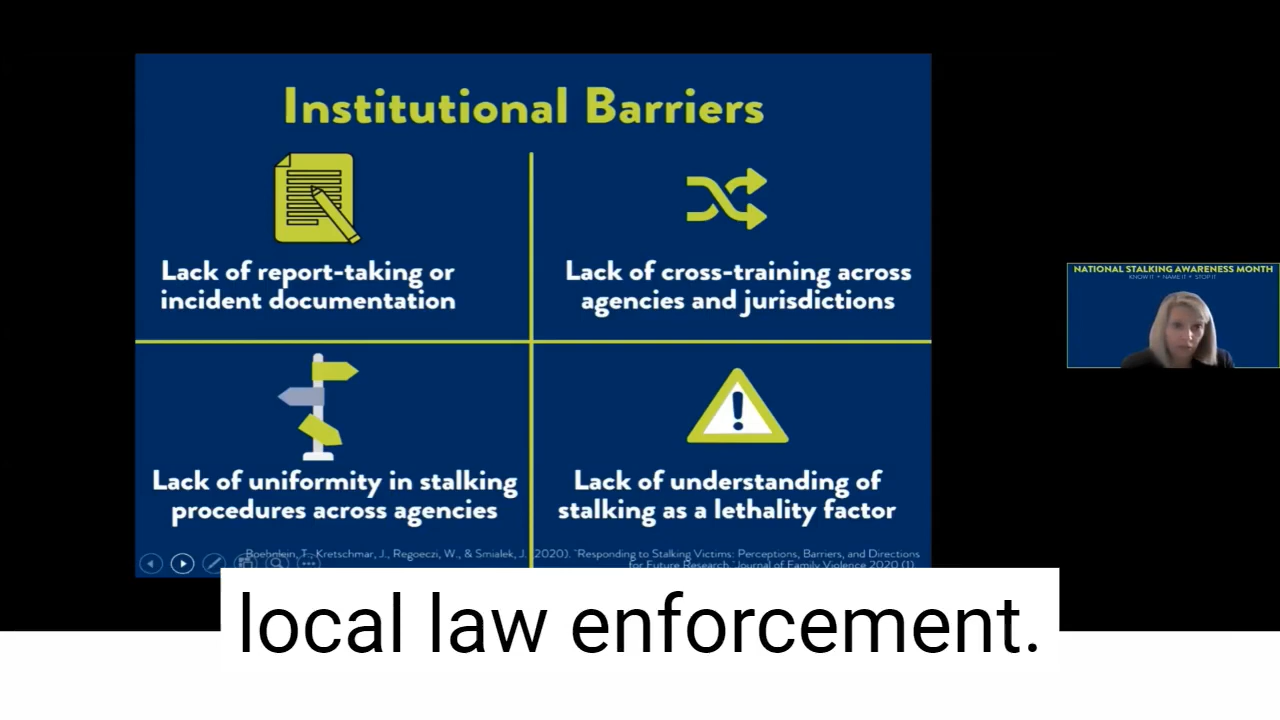 Institutional Barriers
Lack of report-taking or
incident documentation
Lack of cross-training across
agencies and jurisdictions
Lack of uniformity in stalking
procedures across agencies
Lack of understanding of
stalking as a lethality factor
Boehnlein, T., Kretschmar, J., Regoeczi, W., & Smialek, J. (2020). "Responding to Stalking Victims: Perceptions, Barriers, and Directions
for Future Research." Journal of Family Violence 2020 (1).
NATIONAL STALKING AWARENESS MONTH
KNOW IT • NAME IT • STOP IT
local law enforcement.